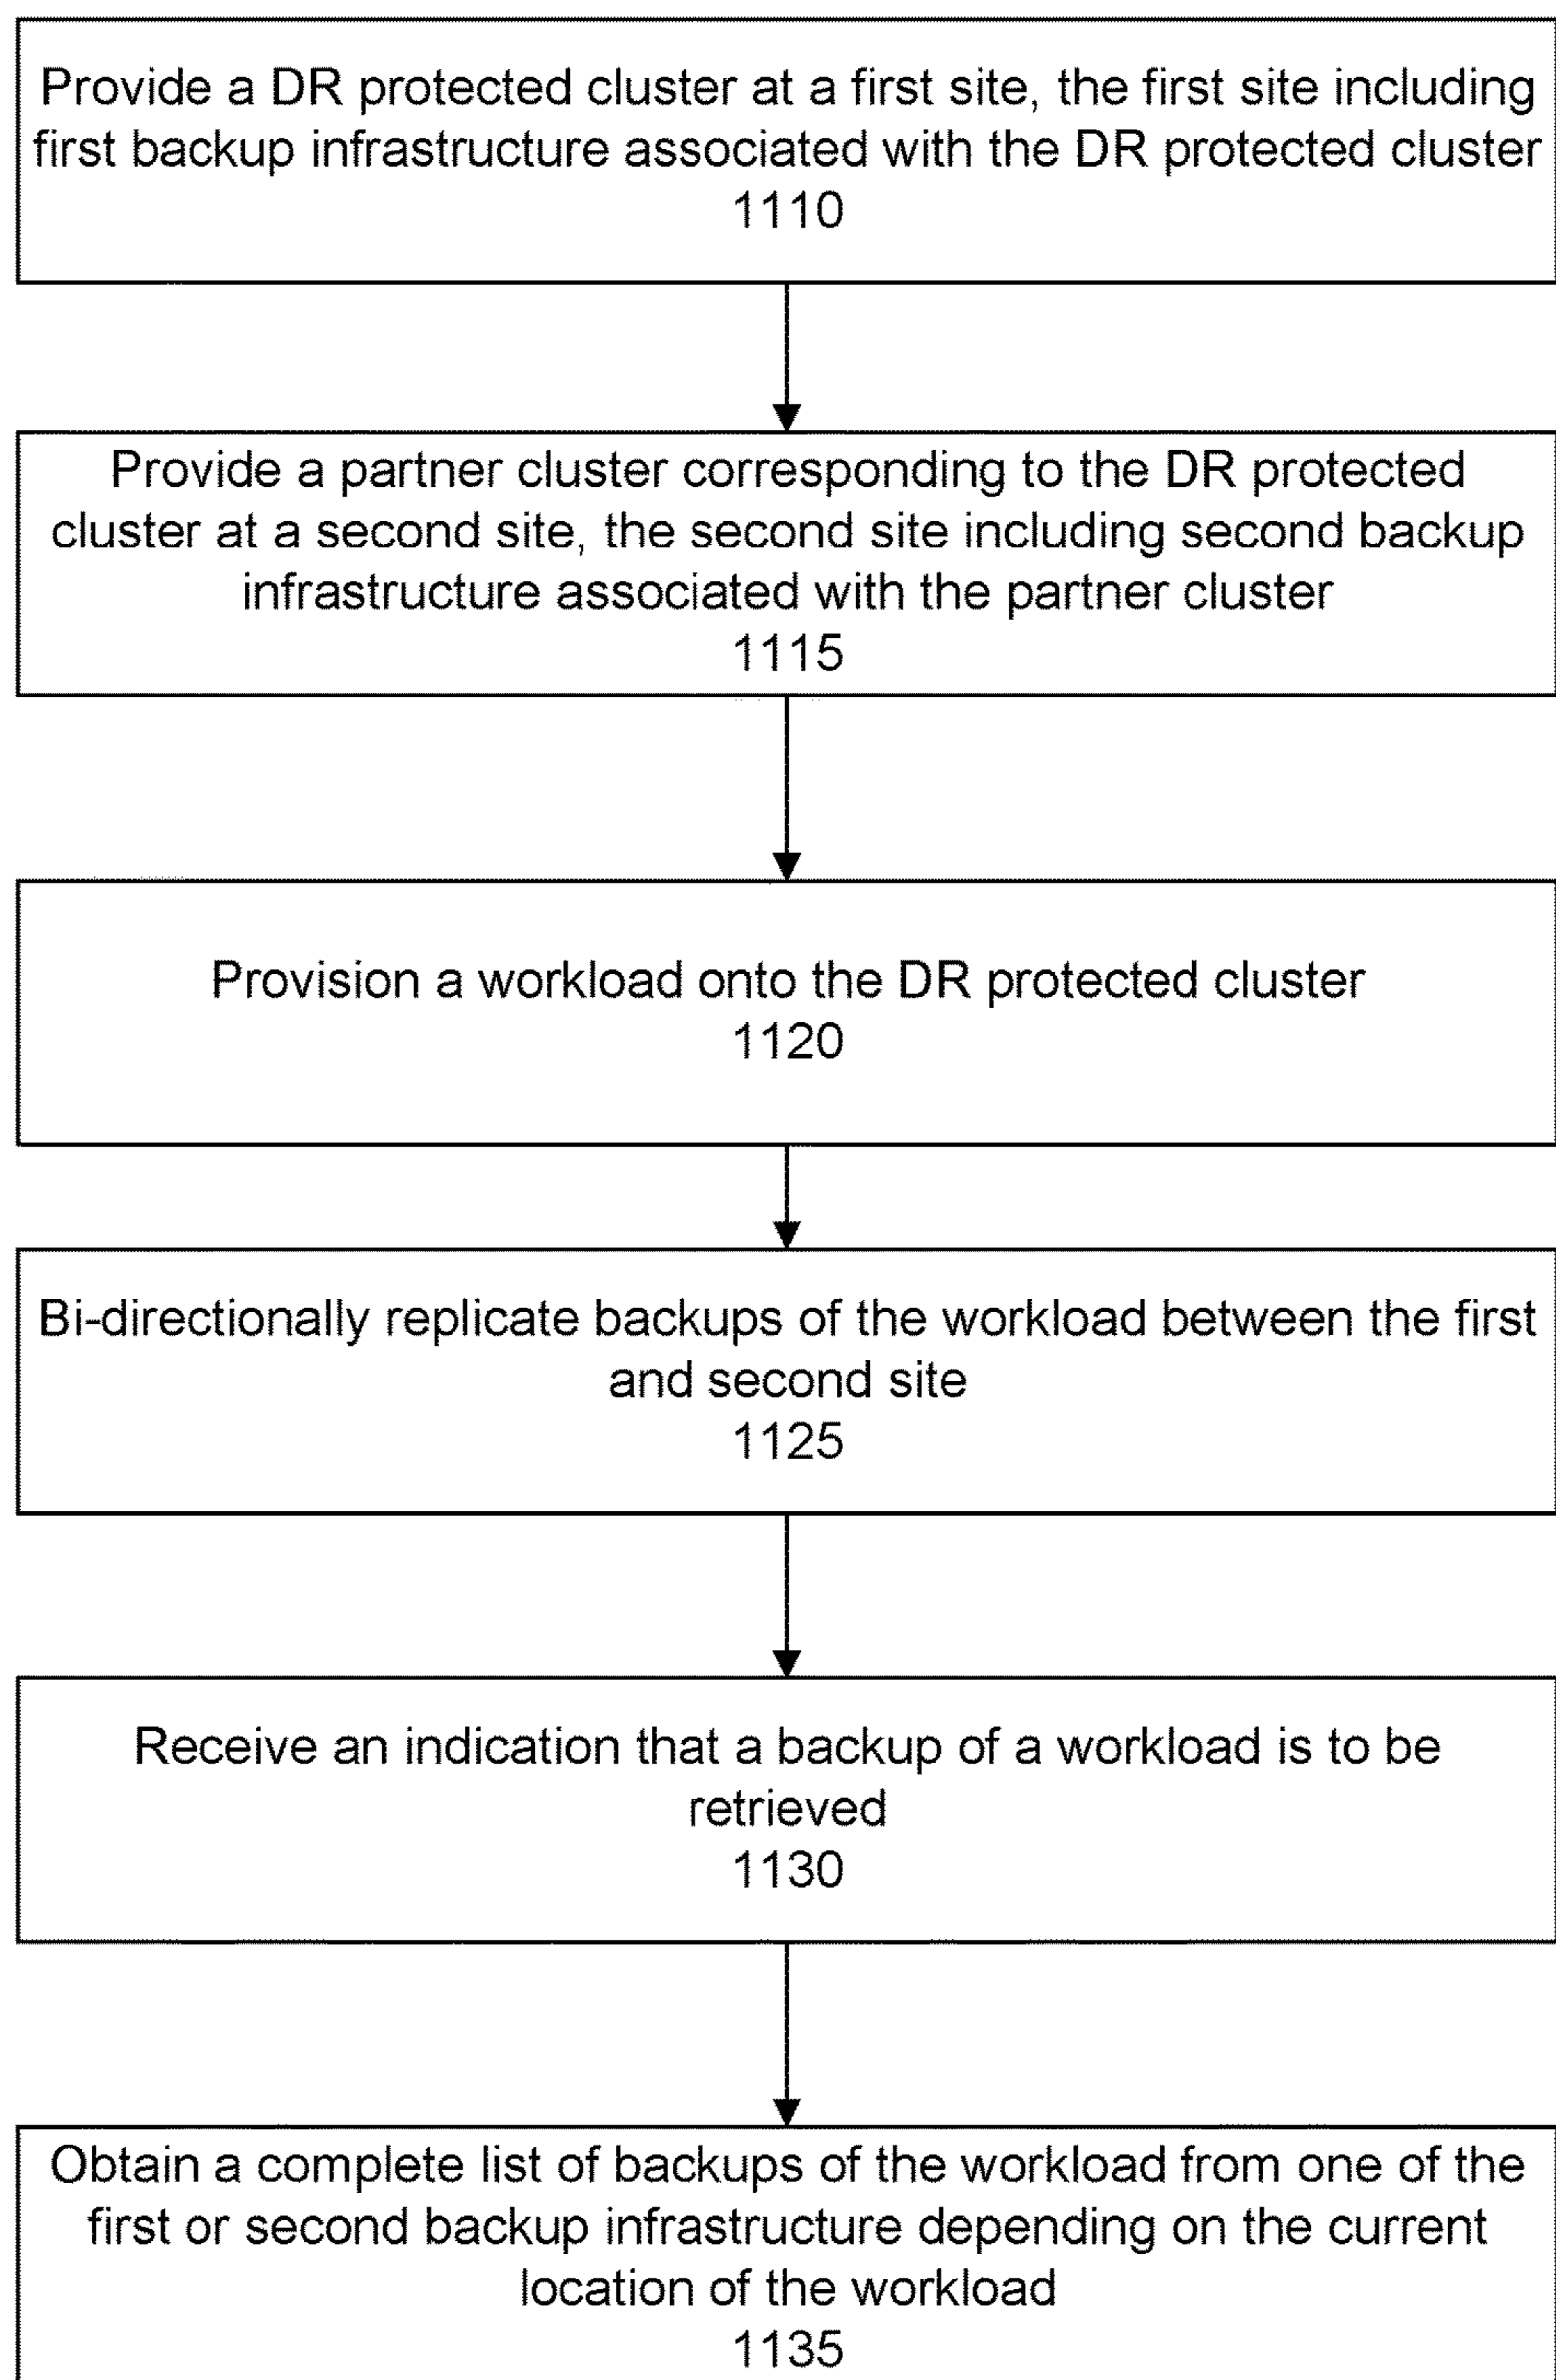 Provide a DR protected cluster at a first site, the first site including
first backup infrastructure associated with the DR protected cluster
1110
Provide a partner cluster corresponding to the DR protected
cluster at a second site, the second site including second backup
infrastructure associated with the partner cluster
1115
Provision a workload onto the DR protected cluster
1120
Bi-directionally replicate backups of the workload between the first
and second site
1125
Receive an indication that a backup of a workload is to be
retrieved
1130
Obtain a complete list of backups of the workload from one of the
first or second backup infrastructure depending on the current
location of the workload
1135